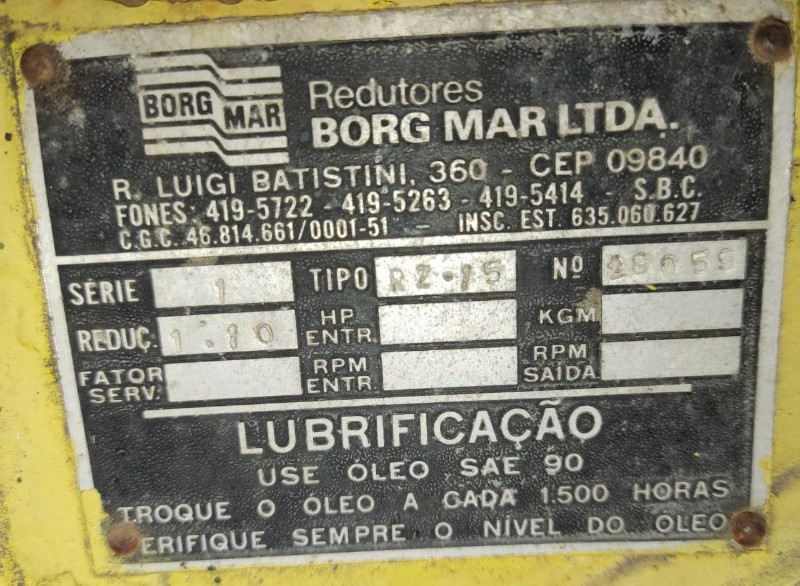 BORG MAR
Redutores
BORG MAR LTDA.
R. LUIGI BATISTINI, 360 - CEP 09840
FONES: 419-5722 - 419-5263 - 419-5414 - S.B.C.
C.G.C. 46.814.661/0001-51 - INSC. EST. 635.060.627
SÉRIE 1 TIPO RZ-15 Nº 28059
REDUÇ. 1:10 HP ENTR. KGM
FATOR SERV. RPM ENTR. RPM SAÍDA
LUBRIFICAÇÃO
USE ÓLEO SAE 90
TROQUE O ÓLEO A CADA 1.500 HORAS
VERIFIQUE SEMPRE O NÍVEL DO ÓLEO